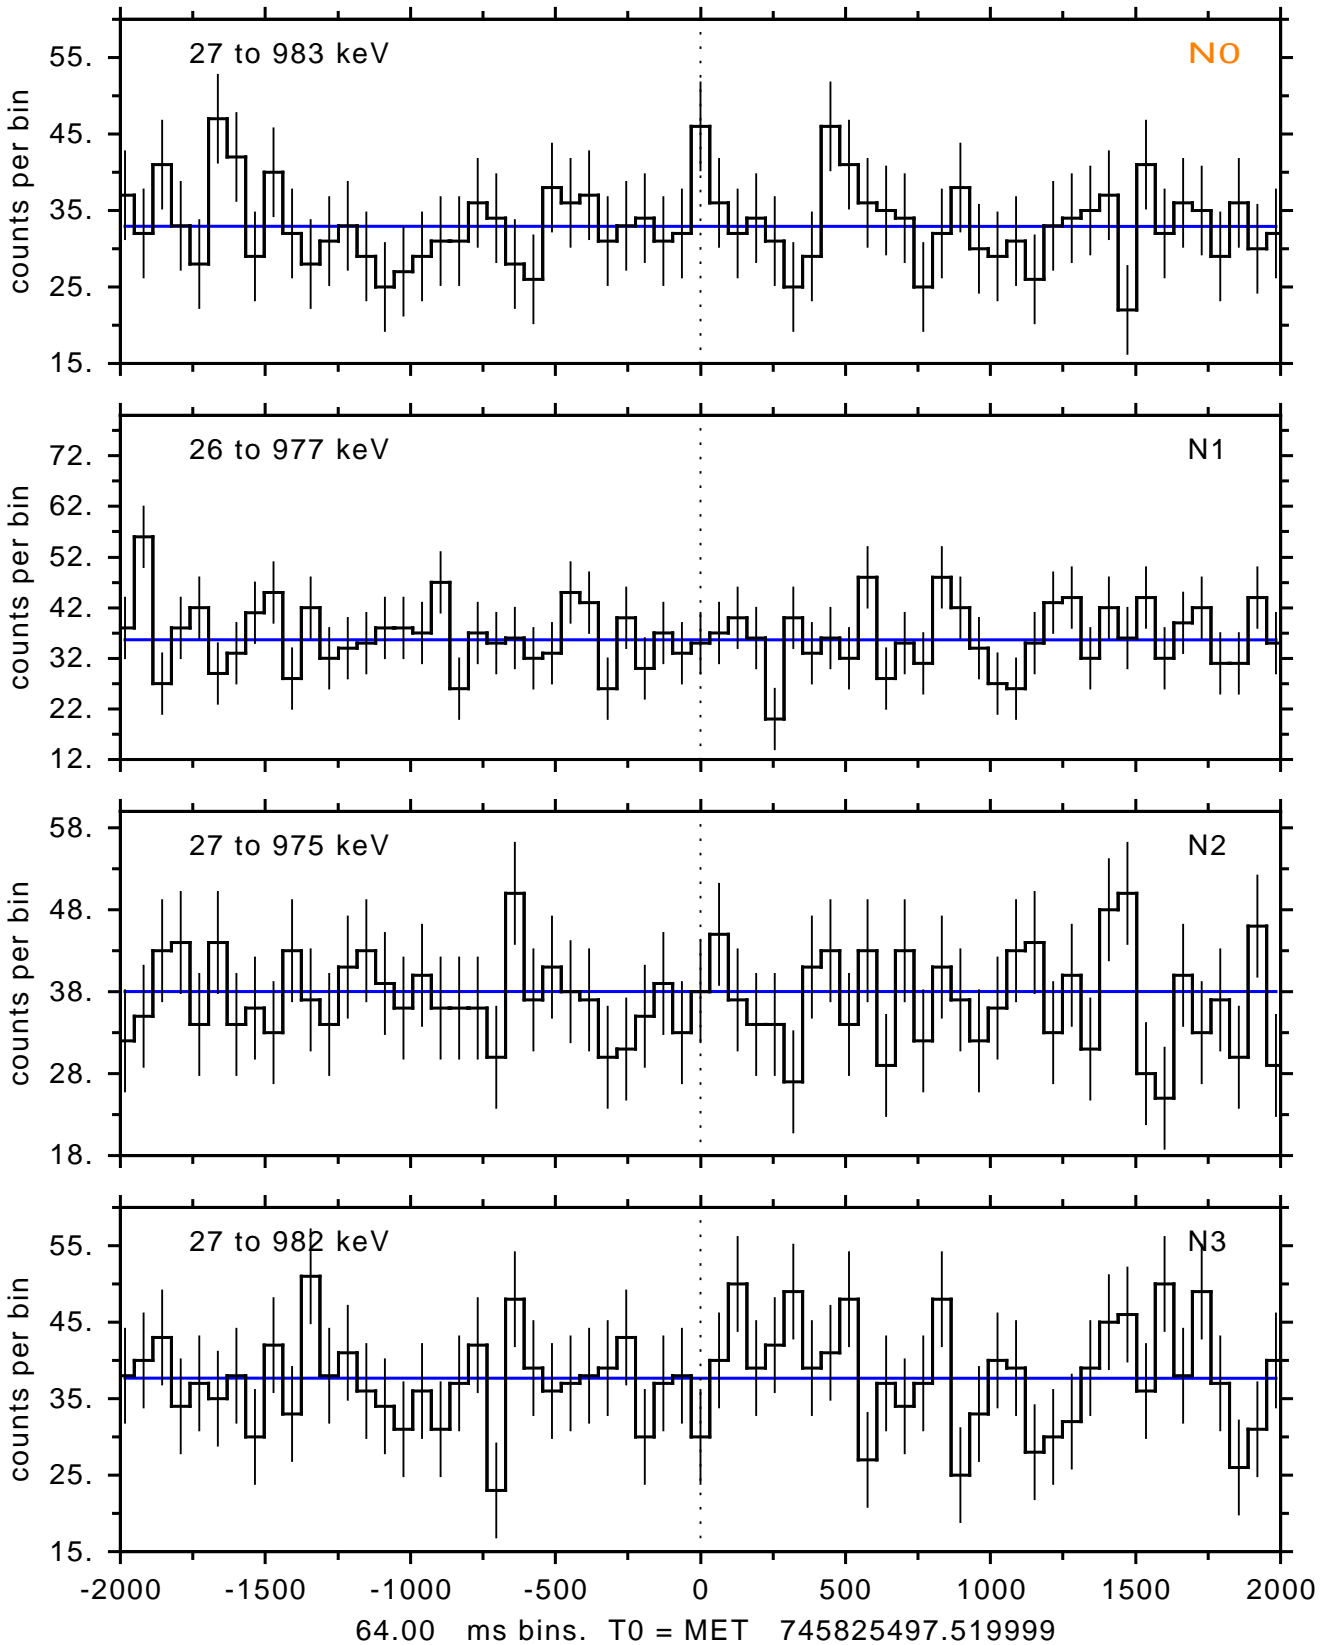 27 to 983 keV N0
55.
45.
35.
25.
15.
counts per bin
26 to 977 keV N1
72.
62.
52.
42.
32.
22.
12.
counts per bin
27 to 975 keV N2
58.
48.
38.
28.
18.
counts per bin
27 to 982 keV N3
55.
45.
35.
25.
15.
counts per bin
-2000 -1500 -1000 -500 0 500 1000 1500 2000
64.00 ms bins. T0 = MET 745825497.519999